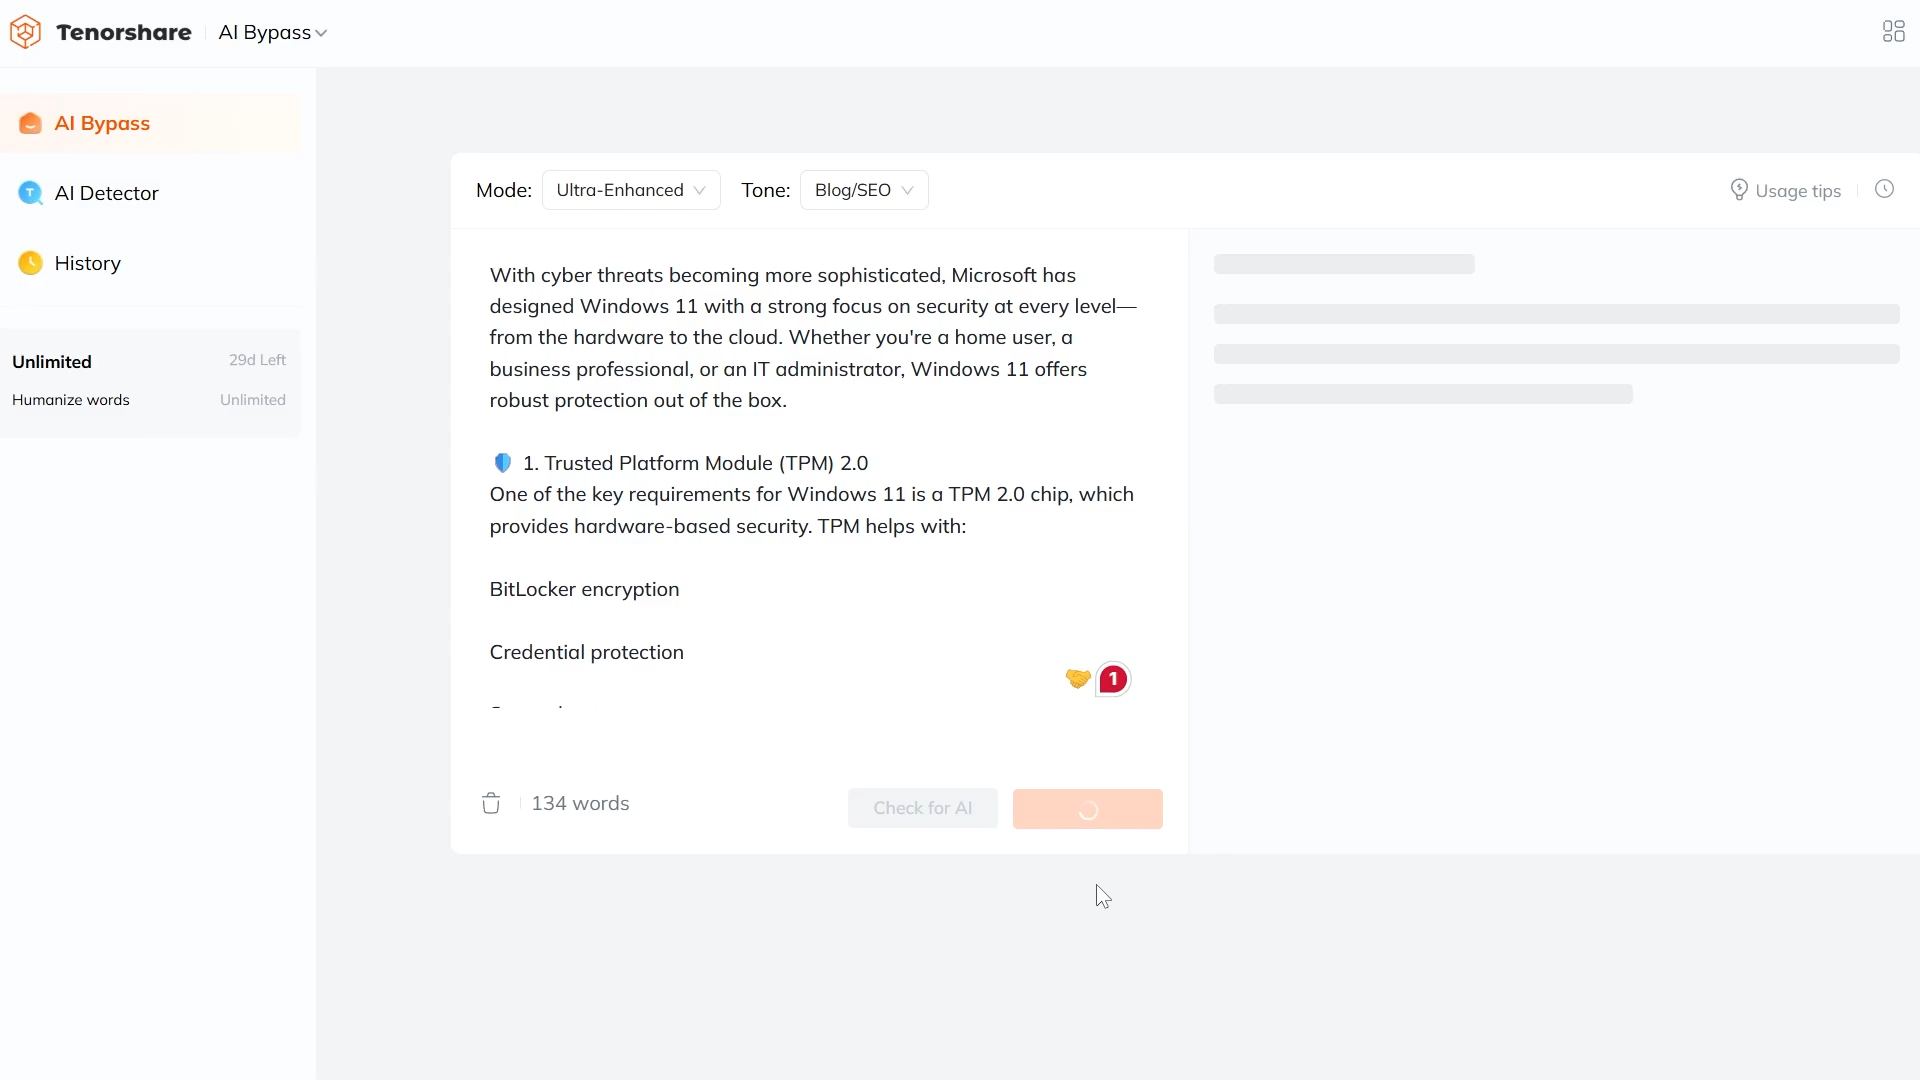 Tenorshare
AI Bypass
AI Bypass
AI Detector
History
Unlimited
29d Left
Humanize words
Unlimited
Mode:
Ultra-Enhanced
Tone:
Blog/SEO
Usage tips
With cyber threats becoming more sophisticated, Microsoft has
designed Windows 11 with a strong focus on security at every level—
from the hardware to the cloud. Whether you're a home user, a
business professional, or an IT administrator, Windows 11 offers
robust protection out of the box.
1. Trusted Platform Module (TPM) 2.0
One of the key requirements for Windows 11 is a TPM 2.0 chip, which
provides hardware-based security. TPM helps with:
BitLocker encryption
Credential protection
1
134 words
Check for AI